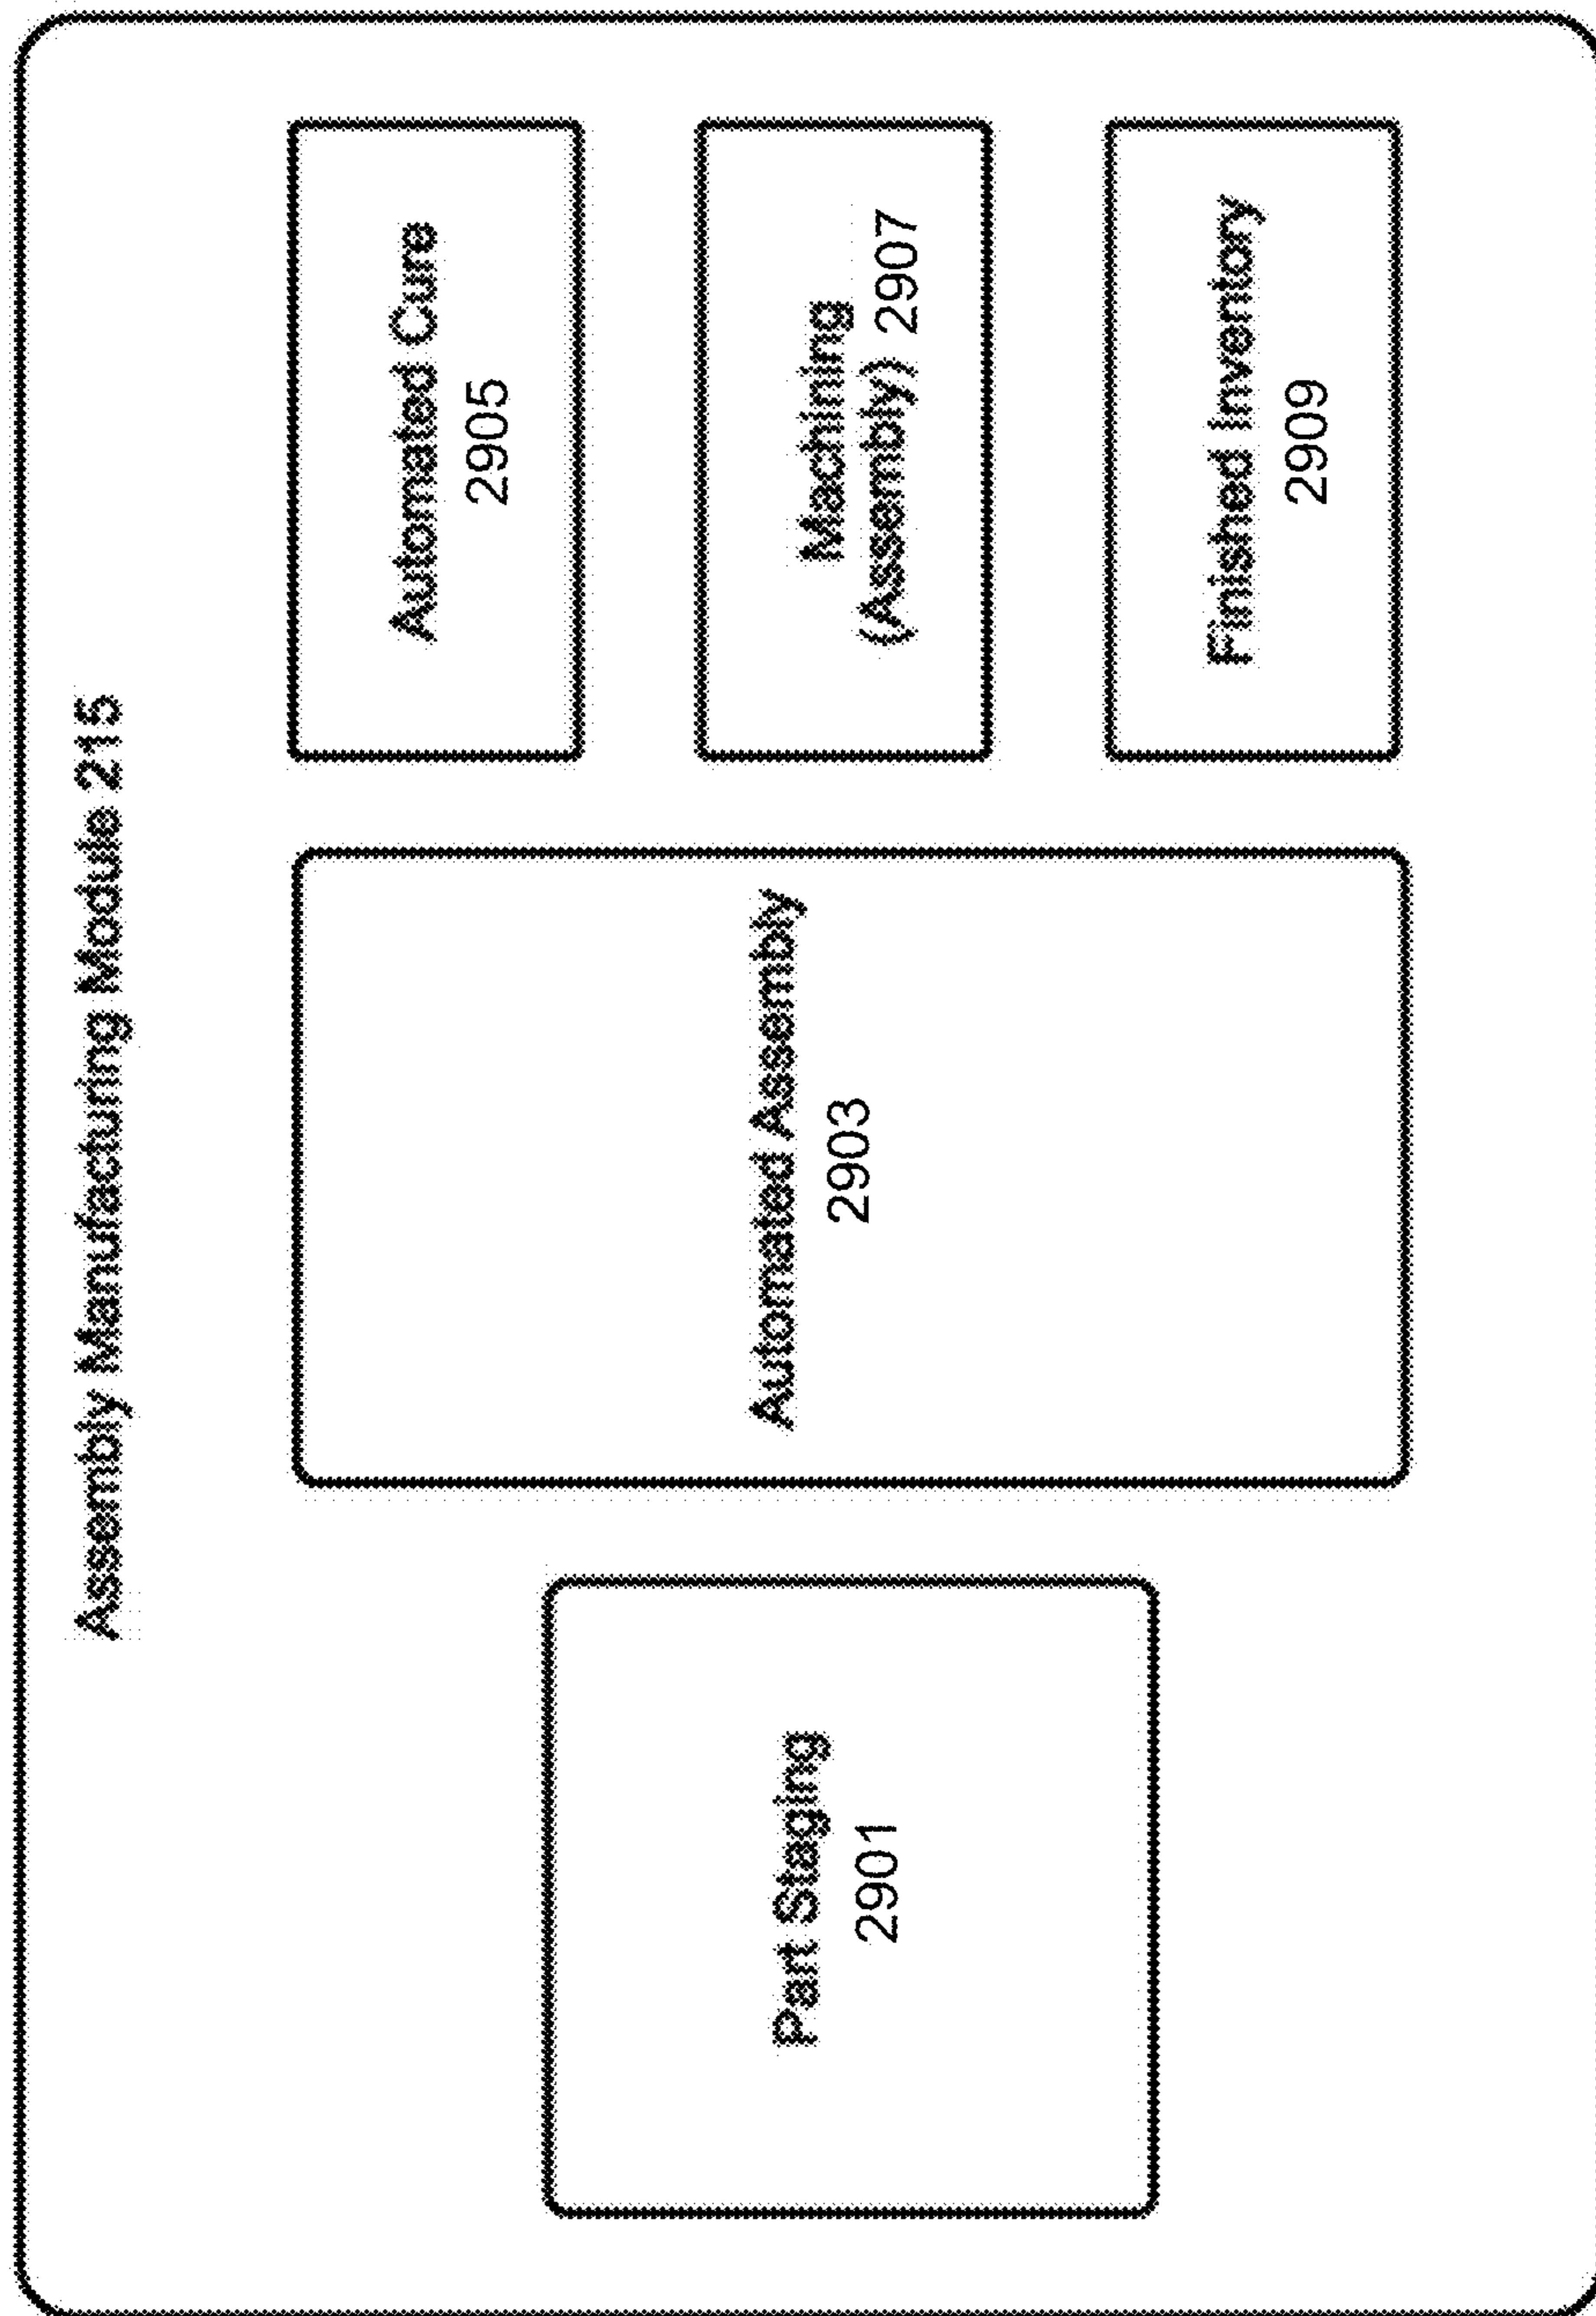 Assembly Manufacturing Module 215
Part Staging
2901
Automated Assembly
2903
Automated Cure
2905
Machining
(Assembly) 2907
Finished Inventory
2909